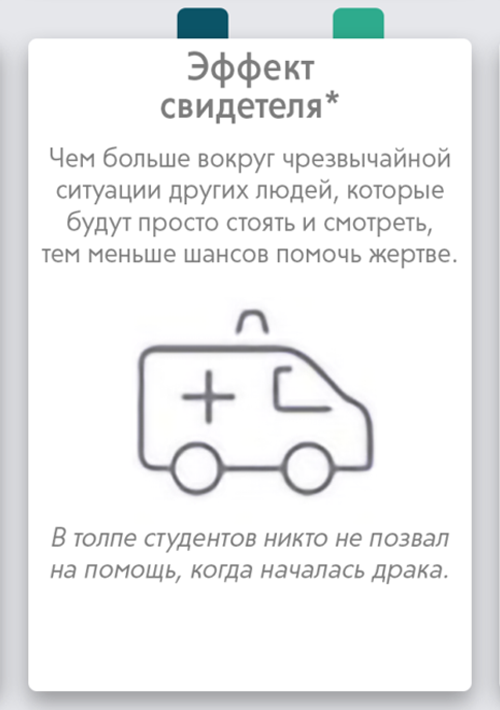 Эффект
свидетеля*
Чем больше вокруг чрезвычайной
ситуации других людей, которые
будут просто стоять и смотреть,
тем меньше шансов помочь жертве.
В толпе студентов никто не позвал
на помощь, когда началась драка.